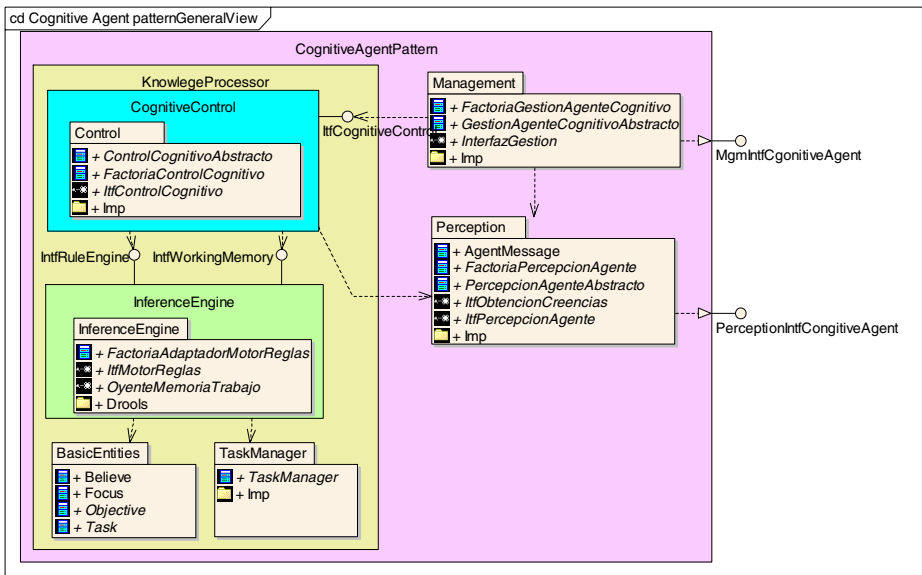 cd Cognitive Agent patternGeneralView
CognitiveAgentPattern
KnowlegeProcessor
CognitiveControl
Control
+ ControlCognitivoAbstracto
+ FactoriaControlCognitivo
+ ItfControlCognitivo
+ Imp
ItfCognitiveControl
Management
+ FactoriaGestionAgenteCognitivo
+ GestionAgenteCognitivoAbstracto
+ InterfazGestion
+ Imp
MgmIntfCgonitiveAgent
IntfRuleEngine
IntfWorkingMemory
Perception
+ AgentMessage
+ FactoriaPercepcionAgente
+ PercepcionAgenteAbstracto
+ ItfObtencionCreencias
+ ItfPercepcionAgente
+ Imp
PerceptionIntfCongitiveAgent
InferenceEngine
InferenceEngine
+ FactoriaAdaptadorMotorReglas
+ ItfMotorReglas
+ OyenteMemoriaTrabajo
+ Drools
BasicEntities
+ Believe
+ Focus
+ Objective
+ Task
TaskManager
+ TaskManager
+ Imp